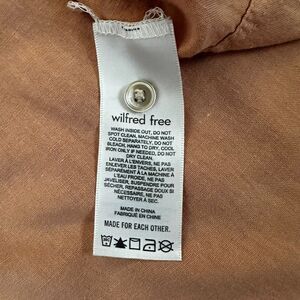 wilfred free
WASH INSIDE OUT, DO NOT
SPOT CLEAN, MACHINE WASH
COLD SEPARATELY, DO NOT
BLEACH, HANG TO DRY, COOL
IRON ONLY IF NEEDED, DO NOT
DRY CLEAN.
LAVER À L'ENVERS, NE PAS
ENLEVER LES TACHES, LAVER
SÉPARÉMENT À LA MACHINE À
L'EAU FROIDE, NE PAS
JAVELISER, SUSPENDRE POUR
SÉCHER, REPASSAGE DOUX SI
NÉCESSAIRE. NE PAS LAVER
À SEC.
MADE IN CHINA
FABRIQUÉ EN CHINE
MADE FOR EACH OTHER.